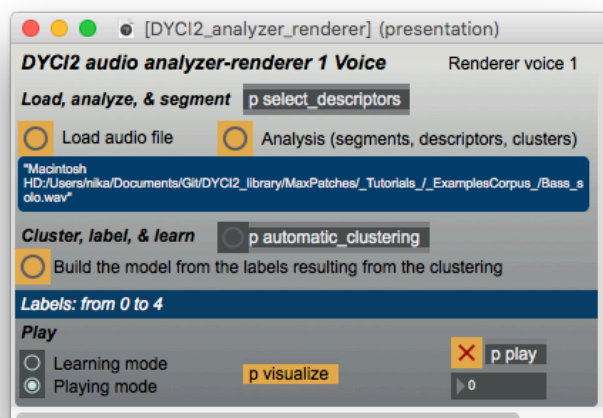 [DYCI2_analyzer_renderer] (presentation)
DYCI2 audio analyzer-renderer 1 Voice Renderer voice 1
Load, analyze, & segment p select_descriptors
Load audio file Analysis (segments, descriptors, clusters)
"Macintosh
HD:/Users/nika/Documents/Git/DYCI2_library/MaxPatches/_Tutorials_/_ExamplesCorpus_/Bass_s
olo.wav"
Cluster, label, & learn p automatic_clustering
Build the model from the labels resulting from the clustering
Labels: from 0 to 4
Play
Learning mode
Playing mode
p visualize
p play
0